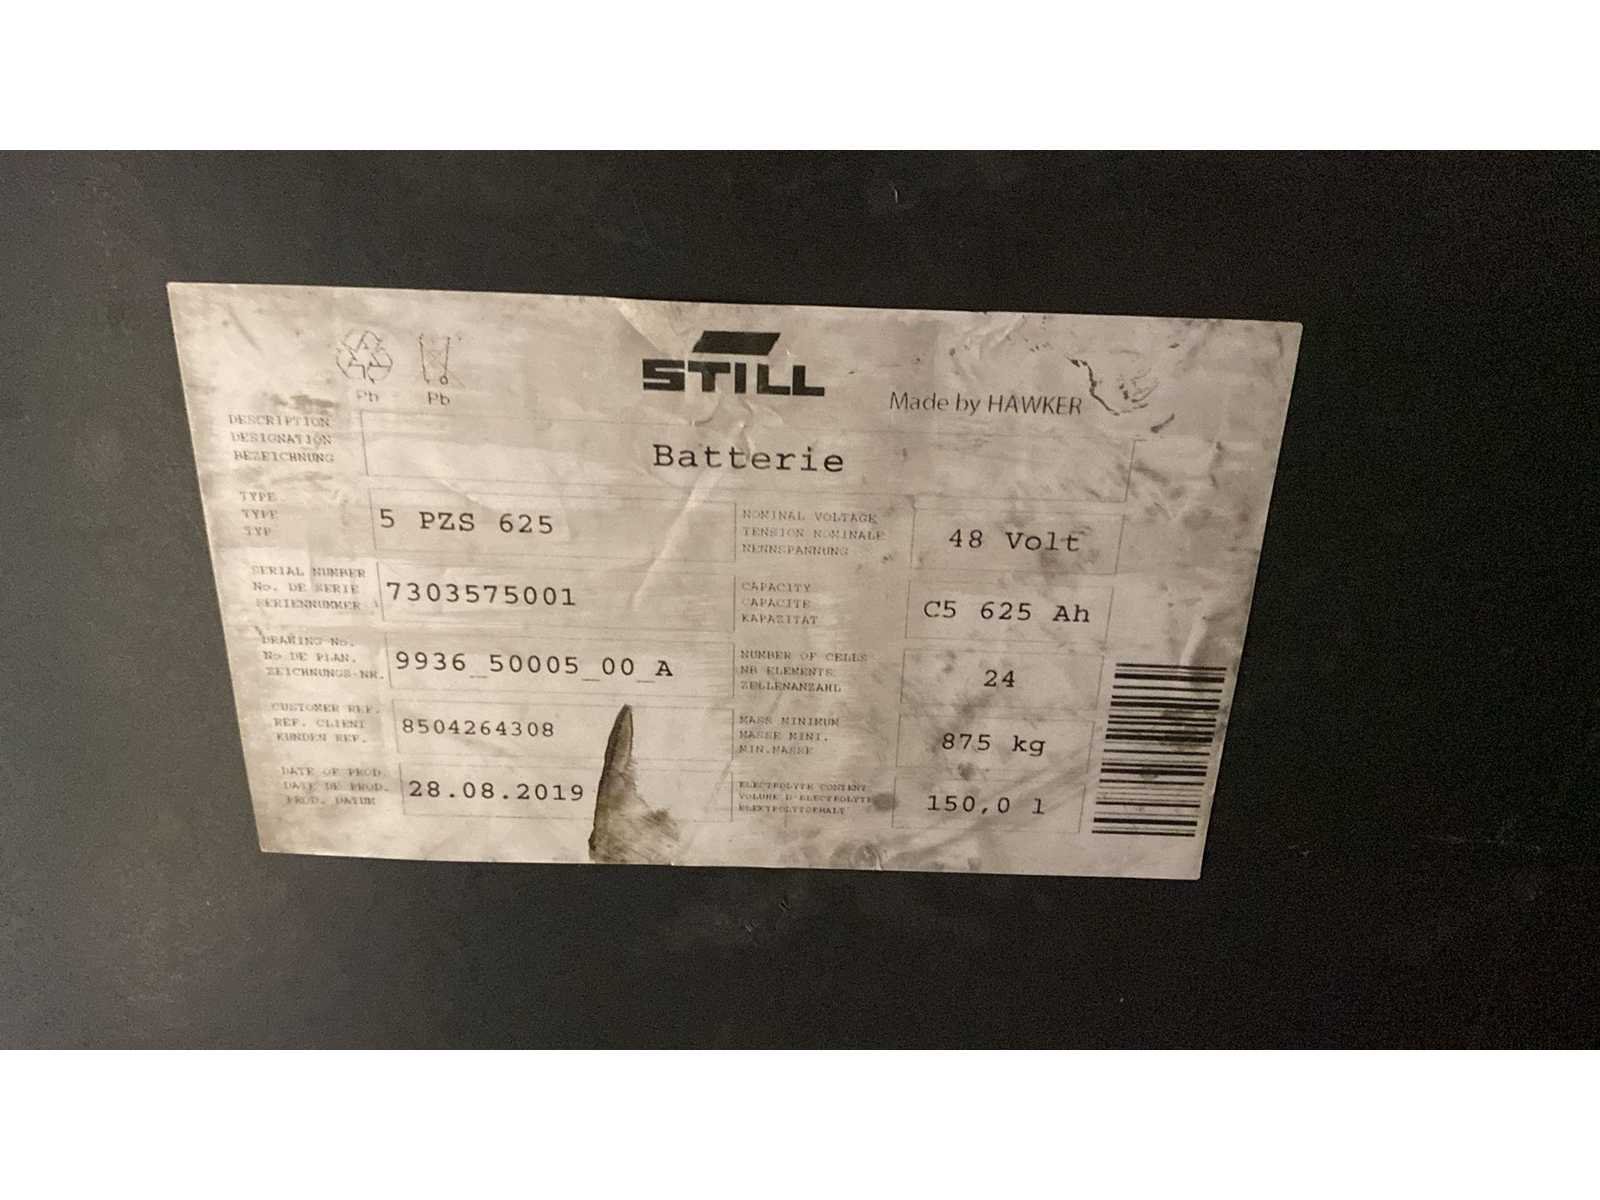 STILL
Made by HAWKER
Pb Pb
DESCRIPTION
DESIGNATION
BEZEICHNUNG
Batterie
TYPE
TYPE
TYP
5 PZS 625
NOMINAL VOLTAGE
TENSION NOMINALE
NENNSPANNUNG
48 Volt
SERIAL NUMBER
No. DE SERIE
SERIENNUMMER
7303575001
CAPACITY
CAPACITE
KAPAZITÄT
C5 625 Ah
DRAWING No.
No DE PLAN.
ZEICHNUNGS-NR.
9936_50005_00_A
NUMBER OF CELLS
NB ELEMENTS
ZELLENANZAHL
24
CUSTOMER REF.
REF. CLIENT
KUNDEN REF.
8504264308
MASS MINIMUM
MASSE MINI.
MIN.MASSE
875 kg
DATE OF PROD.
DATE DE PROD.
PROD. DATUM
28.08.2019
ELECTROLYTE CONTENT
VOLUME D'ELECTROLYTE
ELEKTROLYTGEHALT
150,0 l